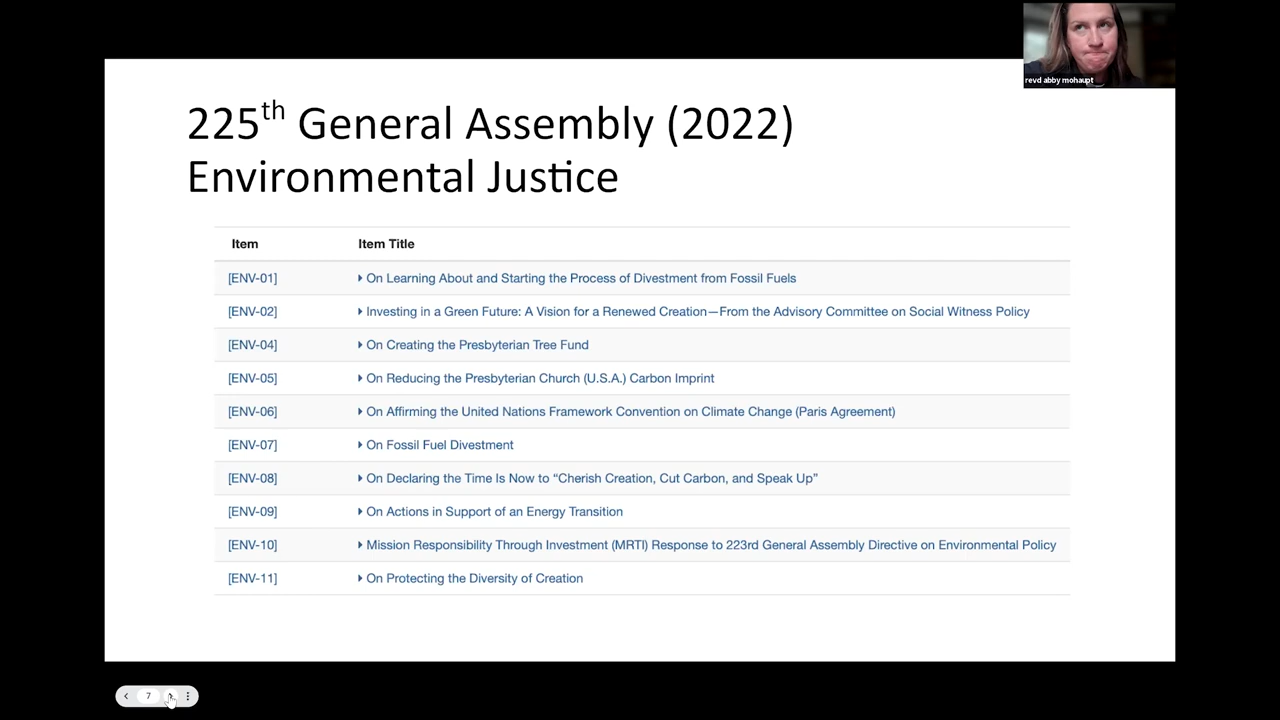 revd abby mohaupt
225th General Assembly (2022)
Environmental Justice
Item Item Title
[ENV-01] On Learning About and Starting the Process of Divestment from Fossil Fuels
[ENV-02] Investing in a Green Future: A Vision for a Renewed Creation—From the Advisory Committee on Social Witness Policy
[ENV-04] On Creating the Presbyterian Tree Fund
[ENV-05] On Reducing the Presbyterian Church (U.S.A.) Carbon Imprint
[ENV-06] On Affirming the United Nations Framework Convention on Climate Change (Paris Agreement)
[ENV-07] On Fossil Fuel Divestment
[ENV-08] On Declaring the Time Is Now to “Cherish Creation, Cut Carbon, and Speak Up”
[ENV-09] On Actions in Support of an Energy Transition
[ENV-10] Mission Responsibility Through Investment (MRTI) Response to 223rd General Assembly Directive on Environmental Policy
[ENV-11] On Protecting the Diversity of Creation
7